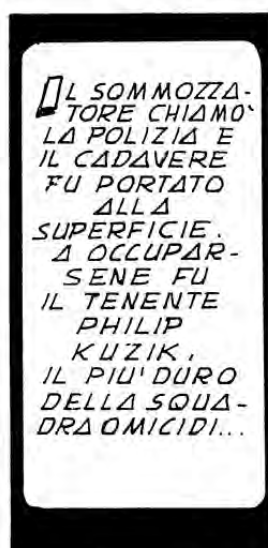 IL SOMMOZZA-
TORE CHIAMO'
LA POLIZIA E
IL CADAVERE
FU PORTATO
ALLA
SUPERFICIE.
A OCCUPAR-
SENE FU
IL TENENTE
PHILIP
KUZIK,
IL PIU' DURO
DELLA SQUA-
DRA OMICIDI...